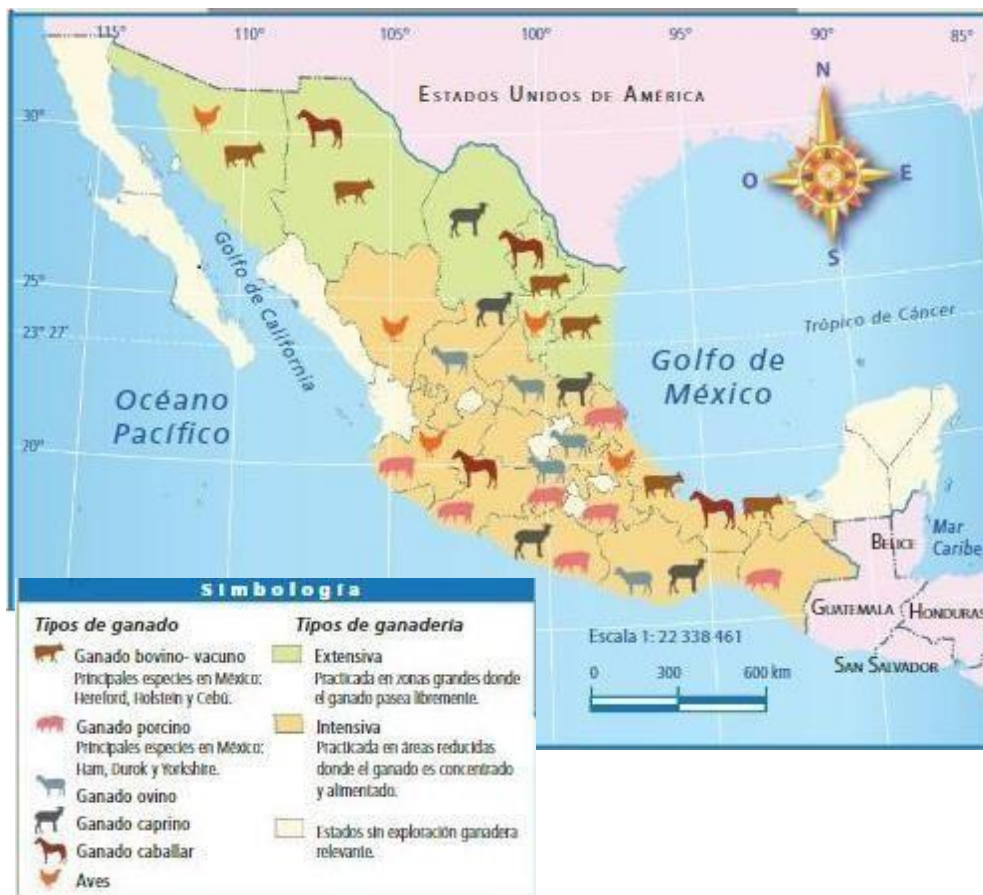 115°
110°
105°
100°
95°
90°
85°
ESTADOS UNIDOS DE AMÉRICA
N
O
E
S
30°
25°
23° 27'
20°
Golfo de California
Trópico de Cáncer
Golfo de
México
Océano
Pacífico
BELICE
Mar
Caribe
GUATEMALA
HONDURAS
SAN SALVADOR
Escala 1: 22 338 461
0 300 600 km
Simbología
Tipos de ganado
Ganado bovino- vacuno
Principales especies en México:
Hereford, Holstein y Cebú.
Ganado porcino
Principales especies en México:
Ham, Durok y Yorkshire.
Ganado ovino
Ganado caprino
Ganado caballar
Aves
Tipos de ganadería
Extensiva
Practicada en zonas grandes donde
el ganado pasea libremente.
Intensiva
Practicada en áreas reducidas
donde el ganado es concentrado
y alimentado.
Estados sin exploración ganadera
relevante.